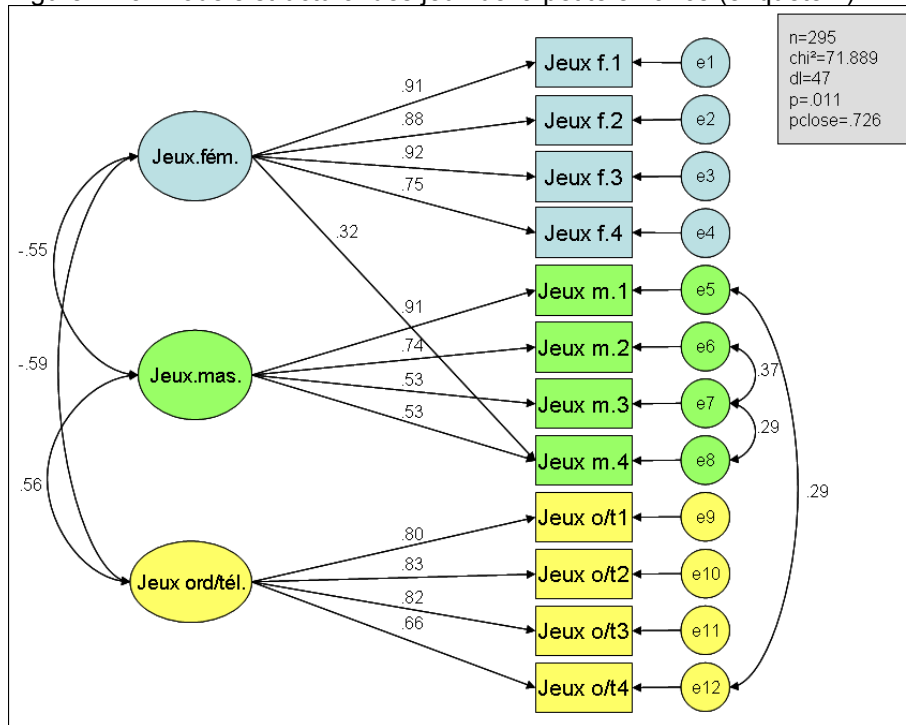 n=295
chi²=71.889
dl=47
p=.011
pclose=.726
Jeux.fém.
Jeux.mas.
Jeux ord/tél.
-.55
-.59
.56
.91
.88
.92
.75
.32
.91
.74
.53
.53
.80
.83
.82
.66
Jeux f.1
Jeux f.2
Jeux f.3
Jeux f.4
Jeux m.1
Jeux m.2
Jeux m.3
Jeux m.4
Jeux o/t1
Jeux o/t2
Jeux o/t3
Jeux o/t4
e1
e2
e3
e4
e5
e6
e7
e8
e9
e10
e11
e12
.37
.29
.29